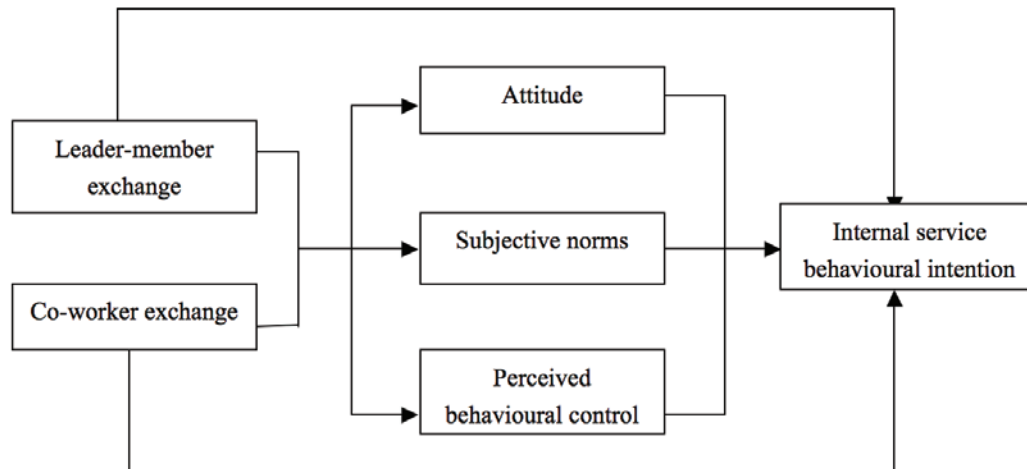 Attitude
Leader-member
exchange
Subjective norms
Internal service
behavioural intention
Co-worker exchange
Perceived
behavioural control